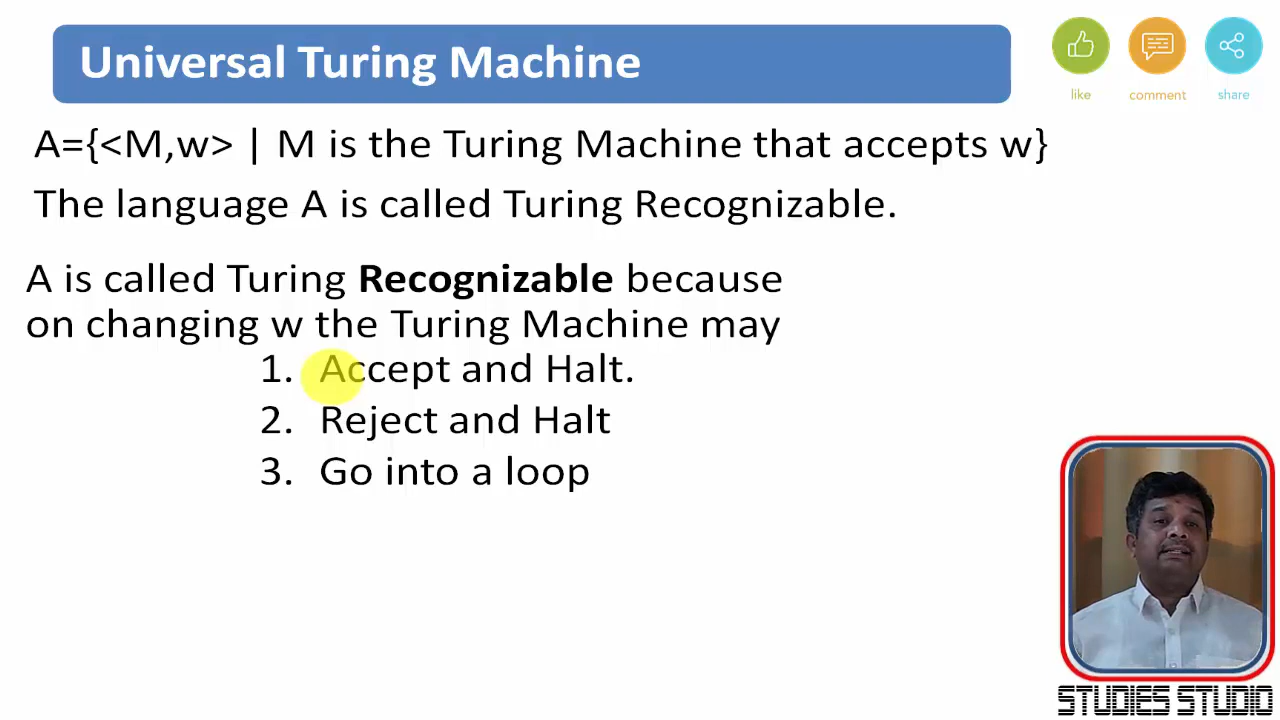 Universal Turing Machine
like
comment
share
A={<M,w> | M is the Turing Machine that accepts w}
The language A is called Turing Recognizable.
A is called Turing Recognizable because
on changing w the Turing Machine may
1. Accept and Halt.
2. Reject and Halt
3. Go into a loop
STUDIES STUDIO